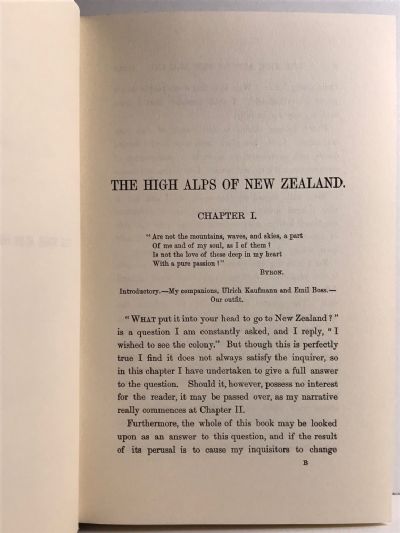 THE HIGH ALPS OF NEW ZEALAND.
CHAPTER I.
"Are not the mountains, waves, and skies, a part
Of me and of my soul, as I of them?
Is not the love of these deep in my heart
With a pure passion?"
BYRON.
Introductory.—My companions, Ulrich Kaufmann and Emil Boss.—
Our outfit.
"WHAT put it into your head to go to New Zealand?"
is a question I am constantly asked, and I reply, "I
wished to see the colony." But though this is perfectly
true I find it does not always satisfy the inquirer, so
in this chapter I have undertaken to give a full answer
to the question. Should it, however, possess no interest
for the reader, it may be passed over, as my narrative
really commences at Chapter II.
Furthermore, the whole of this book may be looked
upon as an answer to this question, and if the result
of its perusal is to cause my inquisitors to change
B